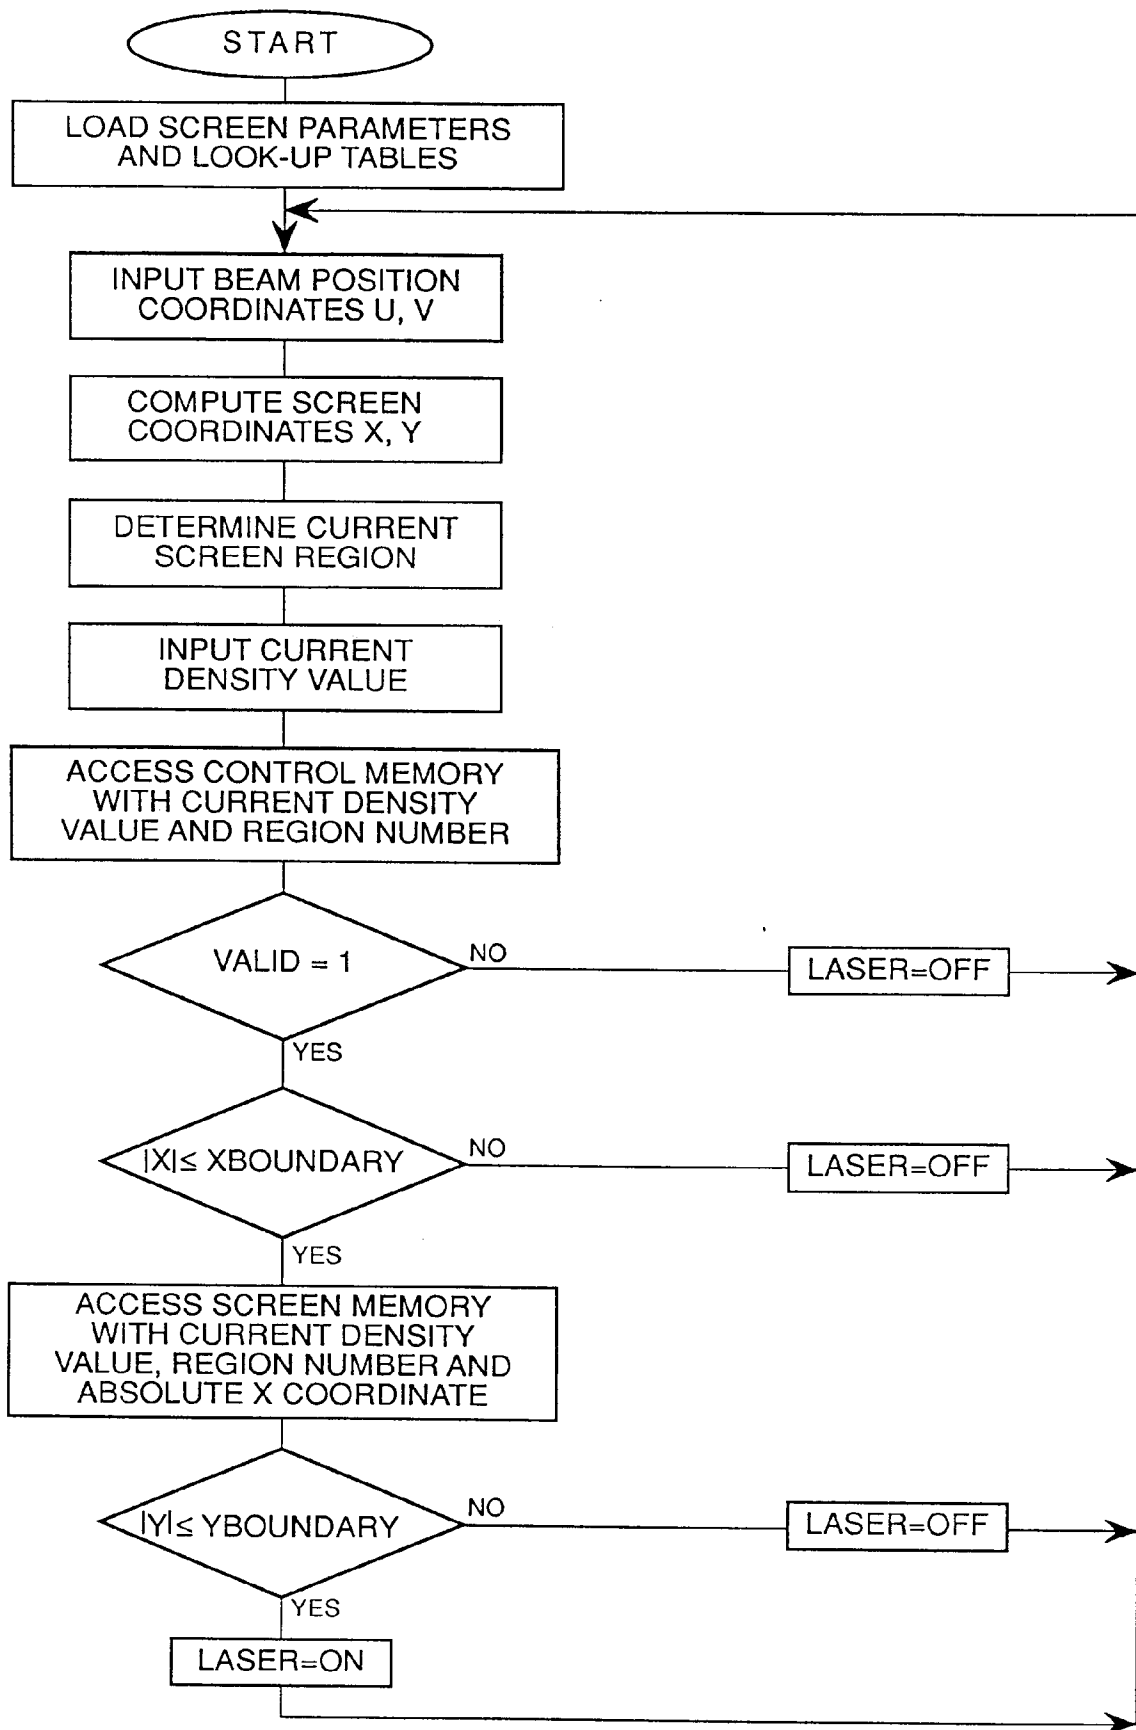 START
LOAD SCREEN PARAMETERS
AND LOOK-UP TABLES
INPUT BEAM POSITION
COORDINATES U, V
COMPUTE SCREEN
COORDINATES X, Y
DETERMINE CURRENT
SCREEN REGION
INPUT CURRENT
DENSITY VALUE
ACCESS CONTROL MEMORY
WITH CURRENT DENSITY
VALUE AND REGION NUMBER
VALID = 1
NO
LASER=OFF
YES
|X|≤ XBOUNDARY
NO
LASER=OFF
YES
ACCESS SCREEN MEMORY
WITH CURRENT DENSITY
VALUE, REGION NUMBER AND
ABSOLUTE X COORDINATE
|Y|≤ YBOUNDARY
NO
LASER=OFF
YES
LASER=ON